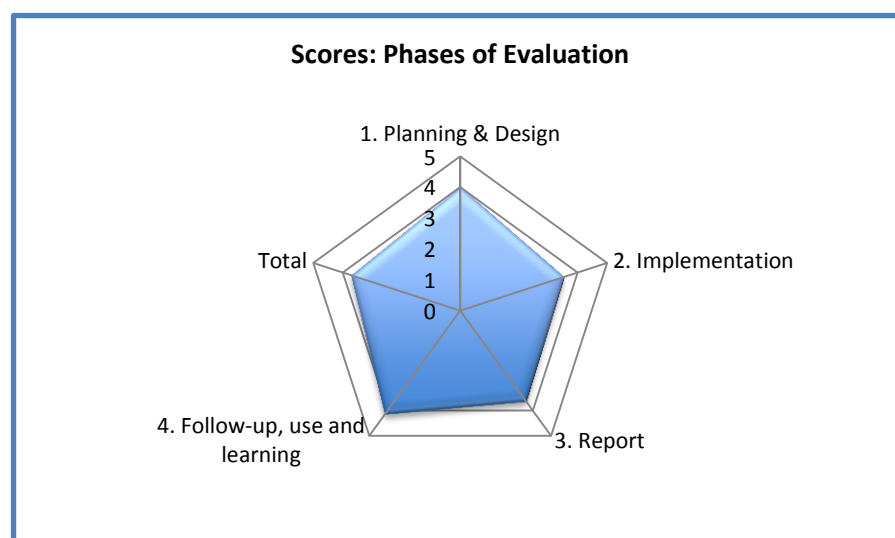 Scores: Phases of Evaluation
1. Planning & Design
5
4
3
2
1
0
Total
2. Implementation
4. Follow-up, use and
learning
3. Report